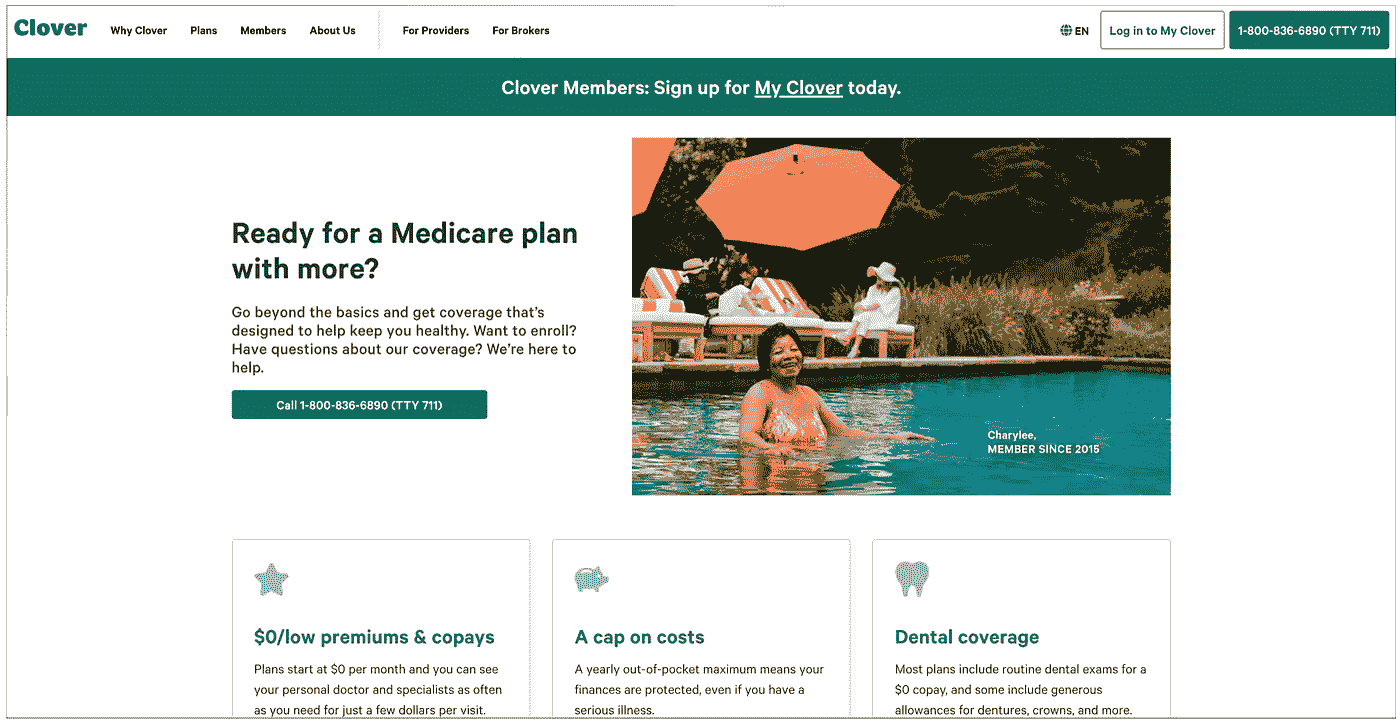 Clover
Why Clover
Plans
Members
About Us
For Providers
For Brokers
EN
Log in to My Clover
1-800-836-6890 (TTY 711)
Clover Members: Sign up for My Clover today.
Ready for a Medicare plan
with more?
Go beyond the basics and get coverage that's
designed to help keep you healthy. Want to enroll?
Have questions about our coverage? We're here to
help.
Call 1-800-836-6890 (TTY 711)
Charylee,
MEMBER SINCE 2015
$0/low premiums & copays
Plans start at $0 per month and you can see
your personal doctor and specialists as often
as you need for just a few dollars per visit.
A cap on costs
A yearly out-of-pocket maximum means your
finances are protected, even if you have a
serious illness.
Dental coverage
Most plans include routine dental exams for a
$0 copay, and some include generous
allowances for dentures, crowns, and more.